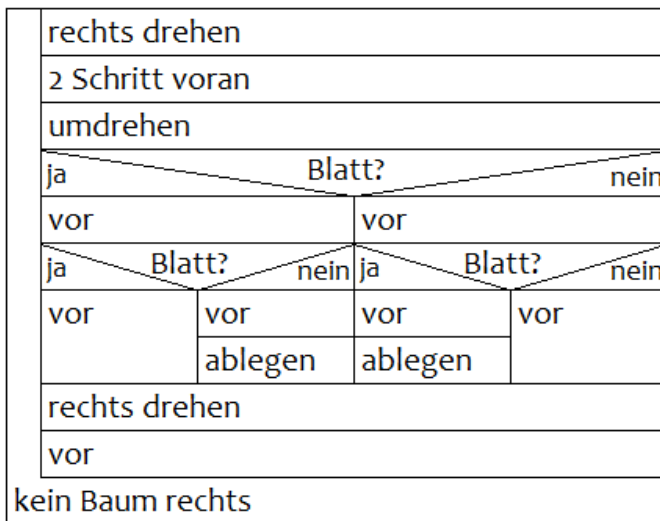 rechts drehen
2 Schritt voran
umdrehen
ja Blatt? nein
vor vor
ja Blatt? nein ja Blatt? nein
vor vor vor vor
ablegen ablegen
rechts drehen
vor
kein Baum rechts